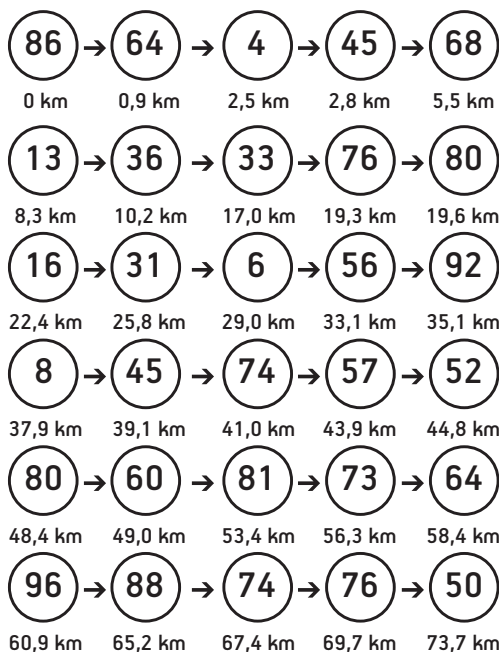 86 → 64 → 4 → 45 → 68
0 km 0,9 km 2,5 km 2,8 km 5,5 km
13 → 36 → 33 → 76 → 80
8,3 km 10,2 km 17,0 km 19,3 km 19,6 km
16 → 31 → 6 → 56 → 92
22,4 km 25,8 km 29,0 km 33,1 km 35,1 km
8 → 45 → 74 → 57 → 52
37,9 km 39,1 km 41,0 km 43,9 km 44,8 km
80 → 60 → 81 → 73 → 64
48,4 km 49,0 km 53,4 km 56,3 km 58,4 km
96 → 88 → 74 → 76 → 50
60,9 km 65,2 km 67,4 km 69,7 km 73,7 km